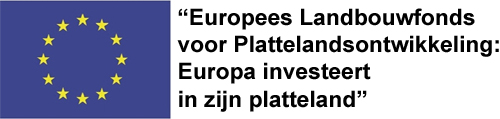 “Europees Landbouwfonds
voor Plattelandsontwikkeling:
Europa investeert
in zijn platteland”